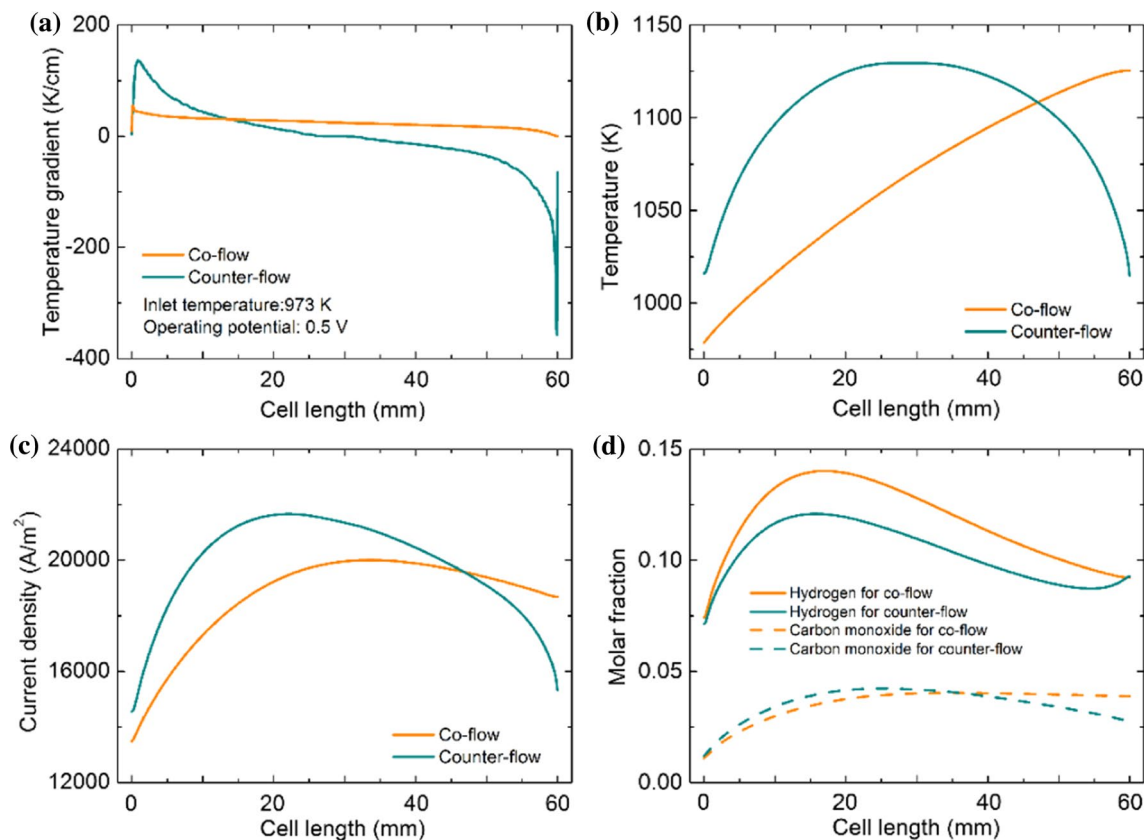 (a)
200
0
-200
-400
Temperature gradient (K/cm)
Co-flow
Counter-flow
Inlet temperature:973 K
Operating potential: 0.5 V
0
20
40
60
Cell length (mm)
(b)
1150
1100
1050
1000
Temperature (K)
Co-flow
Counter-flow
0
20
40
60
Cell length (mm)
(c)
24000
20000
16000
12000
Current density (A/m²)
Co-flow
Counter-flow
0
20
40
60
Cell length (mm)
(d)
0.15
0.10
0.05
0.00
Molar fraction
Hydrogen for co-flow
Hydrogen for counter-flow
Carbon monoxide for co-flow
Carbon monoxide for counter-flow
0
20
40
60
Cell length (mm)